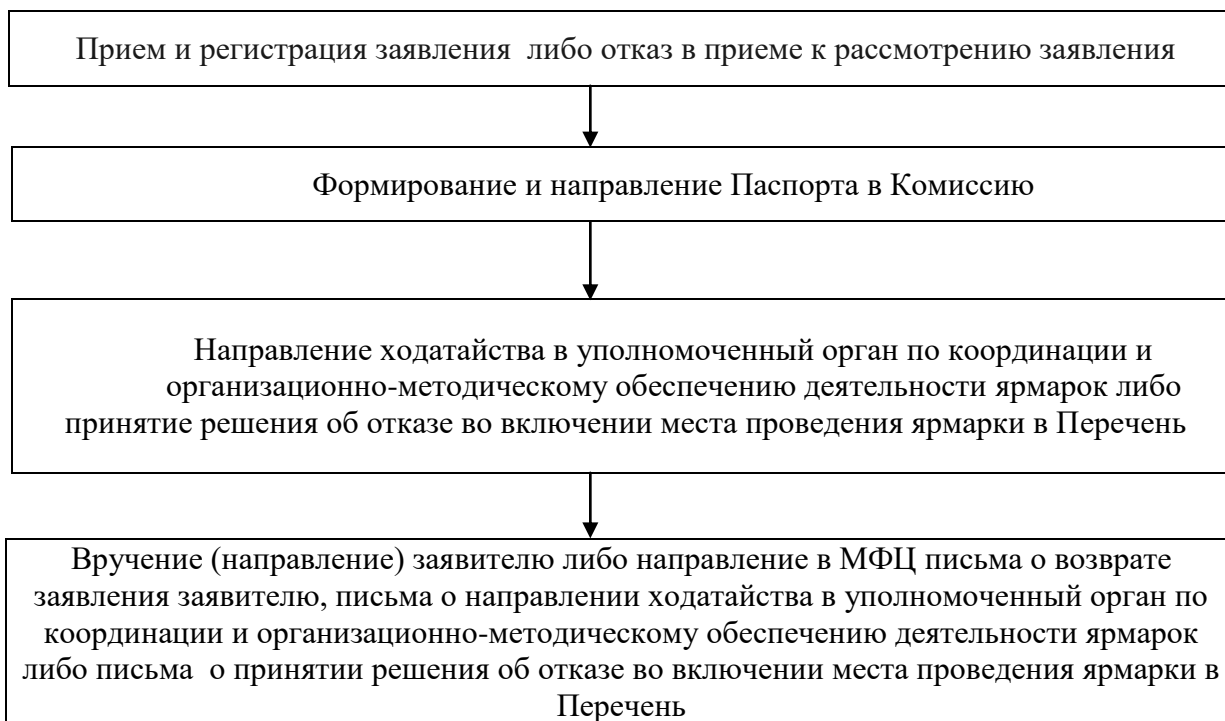 Прием и регистрация заявления либо отказ в приеме к рассмотрению заявления
Формирование и направление Паспорта в Комиссию
Направление ходатайства в уполномоченный орган по координации и
организационно-методическому обеспечению деятельности ярмарок либо
принятие решения об отказе во включении места проведения ярмарки в Перечень
Вручение (направление) заявителю либо направление в МФЦ письма о возврате
заявления заявителю, письма о направлении ходатайства в уполномоченный орган по
координации и организационно-методическому обеспечению деятельности ярмарок
либо письма о принятии решения об отказе во включении места проведения ярмарки в
Перечень